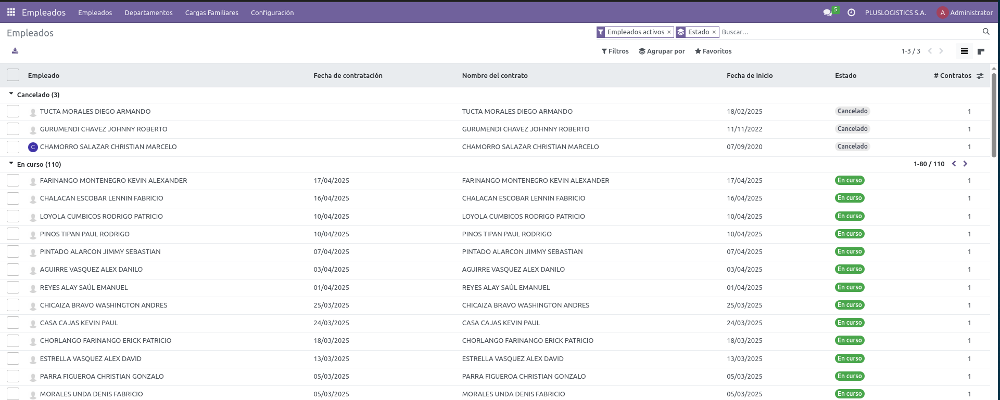 Empleados Empleados Departamentos Cargas Familiares Configuración 5 PLUSLOGISTICS S.A. A Administrator
Empleados Empleados activos × Estado × Buscar...
Filtros Agrupar por Favoritos 1-3 / 3
Empleado Fecha de contratación Nombre del contrato Fecha de inicio Estado # Contratos
Cancelado (3)
TUCTA MORALES DIEGO ARMANDO TUCTA MORALES DIEGO ARMANDO 18/02/2025 Cancelado 1
GURUMENDI CHAVEZ JOHNNY ROBERTO GURUMENDI CHAVEZ JOHNNY ROBERTO 11/11/2022 Cancelado 1
C CHAMORRO SALAZAR CHRISTIAN MARCELO CHAMORRO SALAZAR CHRISTIAN MARCELO 07/09/2020 Cancelado 1
En curso (110) 1-80 / 110
FARINANGO MONTENEGRO KEVIN ALEXANDER 17/04/2025 FARINANGO MONTENEGRO KEVIN ALEXANDER 17/04/2025 En curso 1
CHALACAN ESCOBAR LENNIN FABRICIO 16/04/2025 CHALACAN ESCOBAR LENNIN FABRICIO 16/04/2025 En curso 1
LOYOLA CUMBICOS RODRIGO PATRICIO 10/04/2025 LOYOLA CUMBICOS RODRIGO PATRICIO 10/04/2025 En curso 1
PINOS TIPAN PAUL RODRIGO 10/04/2025 PINOS TIPAN PAUL RODRIGO 10/04/2025 En curso 1
PINTADO ALARCON JIMMY SEBASTIAN 07/04/2025 PINTADO ALARCON JIMMY SEBASTIAN 07/04/2025 En curso 1
AGUIRRE VASQUEZ ALEX DANILO 03/04/2025 AGUIRRE VASQUEZ ALEX DANILO 03/04/2025 En curso 1
REYES ALAY SAÚL EMANUEL 01/04/2025 REYES ALAY SAÚL EMANUEL 01/04/2025 En curso 1
CHICAIZA BRAVO WASHINGTON ANDRES 25/03/2025 CHICAIZA BRAVO WASHINGTON ANDRES 25/03/2025 En curso 1
CASA CAJAS KEVIN PAUL 24/03/2025 CASA CAJAS KEVIN PAUL 24/03/2025 En curso 1
CHORLANGO FARINANGO ERICK PATRICIO 18/03/2025 CHORLANGO FARINANGO ERICK PATRICIO 18/03/2025 En curso 1
ESTRELLA VASQUEZ ALEX DAVID 13/03/2025 ESTRELLA VASQUEZ ALEX DAVID 13/03/2025 En curso 1
PARRA FIGUEROA CHRISTIAN GONZALO 05/03/2025 PARRA FIGUEROA CHRISTIAN GONZALO 05/03/2025 En curso 1
MORALES UNDA DENIS FABRICIO 05/03/2025 MORALES UNDA DENIS FABRICIO 05/03/2025 En curso 1